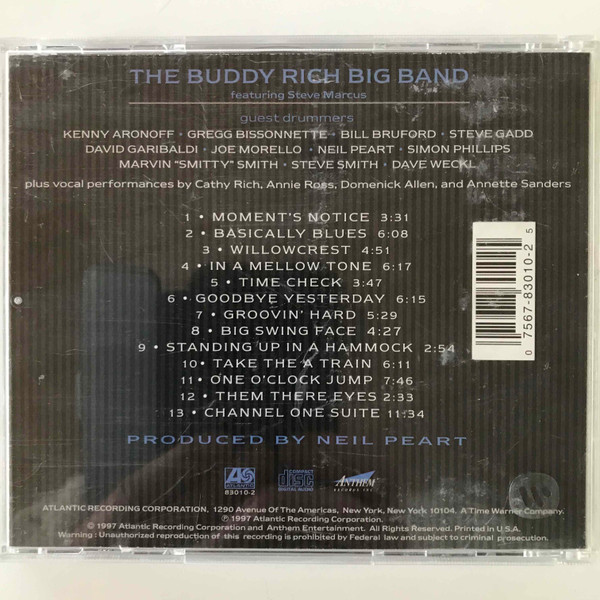 THE BUDDY RICH BIG BAND
featuring Steve Marcus
guest drummers
KENNY ARONOFF • GREGG BISSONNETTE • BILL BRUFORD • STEVE GADD
DAVID GARIBALDI • JOE MORELLO • NEIL PEART • SIMON PHILLIPS
MARVIN "SMITTY" SMITH • STEVE SMITH • DAVE WECKL
plus vocal performances by Cathy Rich, Annie Ross, Domenick Allen, and Annette Sanders
1 • MOMENT'S NOTICE 3:31
2 • BASICALLY BLUES 6:08
3 • WILLOWCREST 4:51
4 • IN A MELLOW TONE 6:17
5 • TIME CHECK 3:47
6 • GOODBYE YESTERDAY 6:15
7 • GROOVIN' HARD 5:29
8 • BIG SWING FACE 4:27
9 • STANDING UP IN A HAMMOCK 2:54
10 • TAKE THE A TRAIN 6:11
11 • ONE O'CLOCK JUMP 7:46
12 • THEM THERE EYES 2:33
13 • CHANNEL ONE SUITE 11:34
0 7567-83010-2 5
PRODUCED BY NEIL PEART
ATLANTIC
83010-2
COMPACT
disc
DIGITAL AUDIO
ANTHEM
RECORDS INC.
ATLANTIC RECORDING CORPORATION, 1290 Avenue Of The Americas, New York, New York 10104. A Time Warner Company.
℗ 1997 Atlantic Recording Corporation.
© 1997 Atlantic Recording Corporation and Anthem Entertainment. All Rights Reserved. Printed in U.S.A.
Warning : Unauthorized reproduction of this recording is prohibited by Federal law and subject to criminal prosecution.